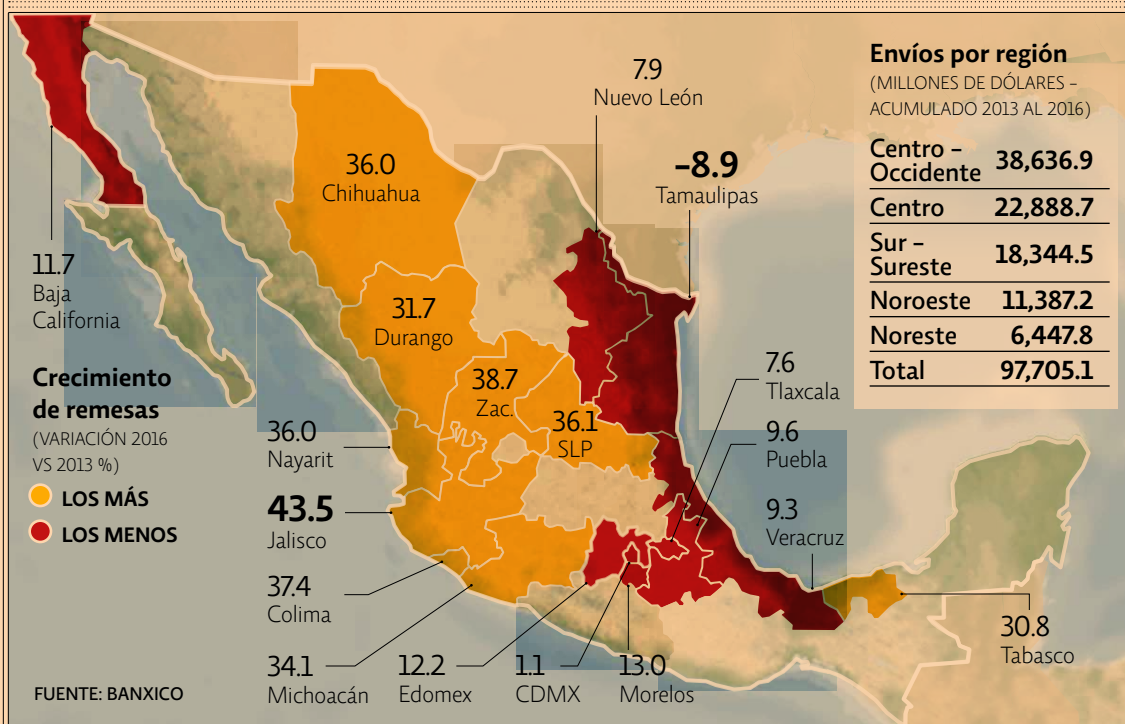 7.9
Nuevo León
–8.9
Tamaulipas
36.0
Chihuahua
11.7
Baja
California
31.7
Durango
38.7
Zac.
36.1
SLP
7.6
Tlaxcala
9.6
Puebla
9.3
Veracruz
36.0
Nayarit
43.5
Jalisco
37.4
Colima
34.1
Michoacán
12.2
Edomex
1.1
CDMX
13.0
Morelos
30.8
Tabasco
Crecimiento
de remesas
(VARIACIÓN 2016
VS 2013 %)
LOS MÁS
LOS MENOS
Envíos por región
(MILLONES DE DÓLARES –
ACUMULADO 2013 AL 2016)
Centro –
Occidente 38,636.9
Centro 22,888.7
Sur –
Sureste 18,344.5
Noroeste 11,387.2
Noreste 6,447.8
Total 97,705.1
FUENTE: BANXICO